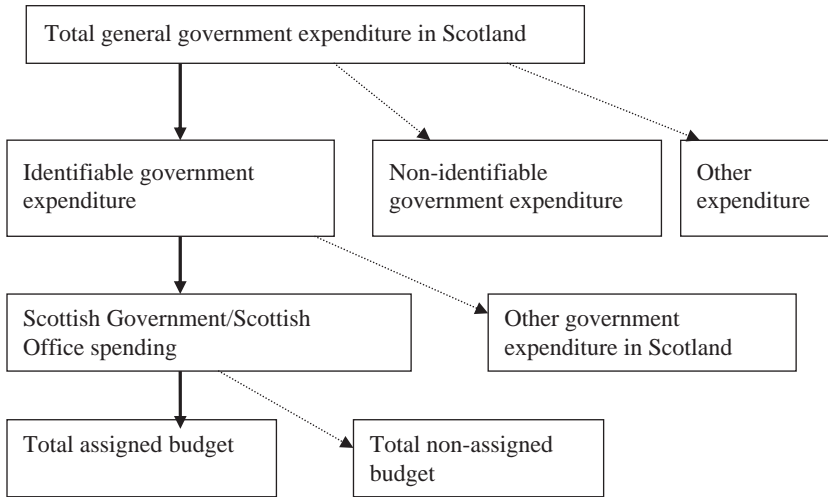 Total general government expenditure in Scotland
Identifiable government
expenditure
Non-identifiable
government expenditure
Other
expenditure
Scottish Government/Scottish
Office spending
Other government
expenditure in Scotland
Total assigned budget
Total non-assigned
budget